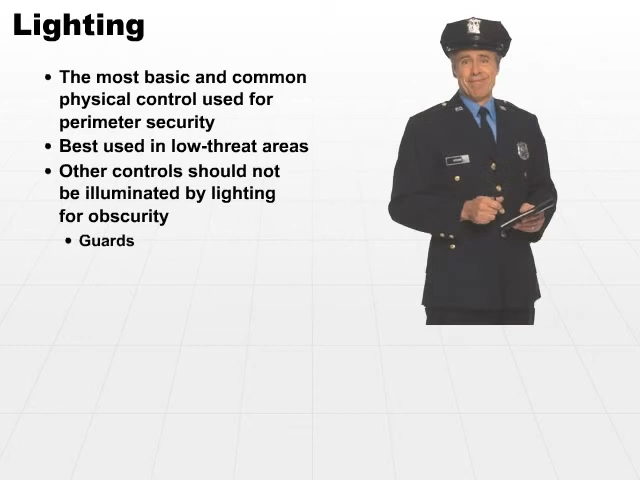 Lighting
• The most basic and common
physical control used for
perimeter security
• Best used in low-threat areas
• Other controls should not
be illuminated by lighting
for obscurity
• Guards